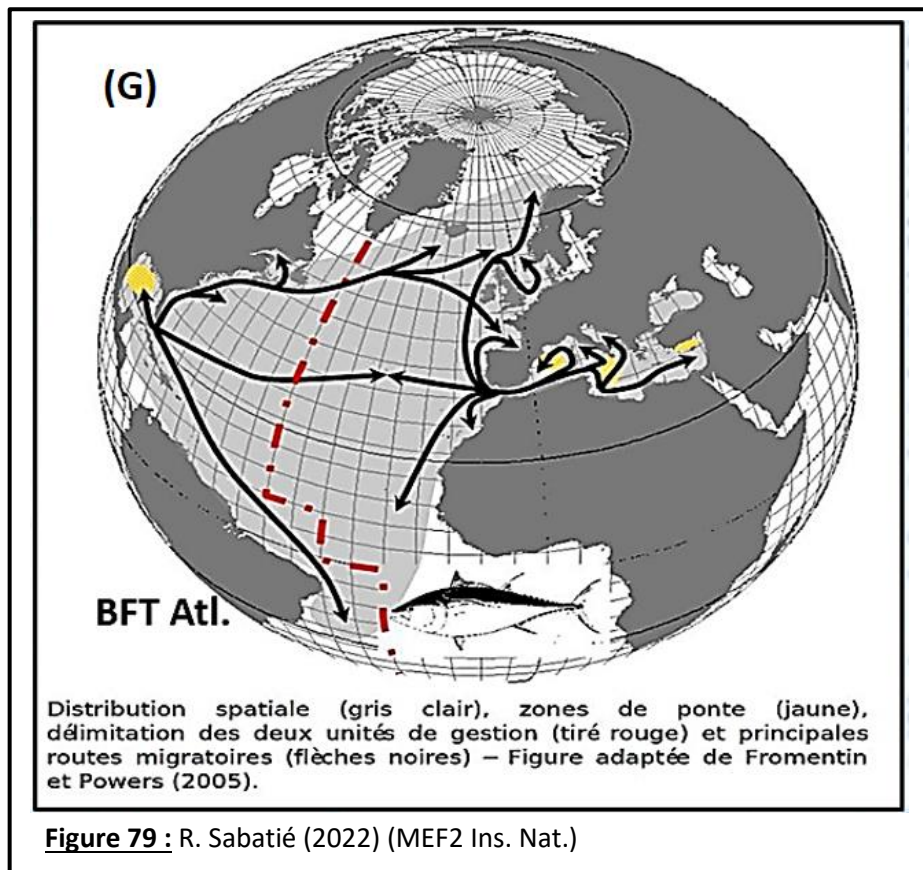 (G)
BFT Atl.
Distribution spatiale (gris clair), zones de ponte (jaune),
délimitation des deux unités de gestion (tiré rouge) et principales
routes migratoires (flèches noires) – Figure adaptée de Fromentin
et Powers (2005).
Figure 79 : R. Sabatié (2022) (MEF2 Ins. Nat.)